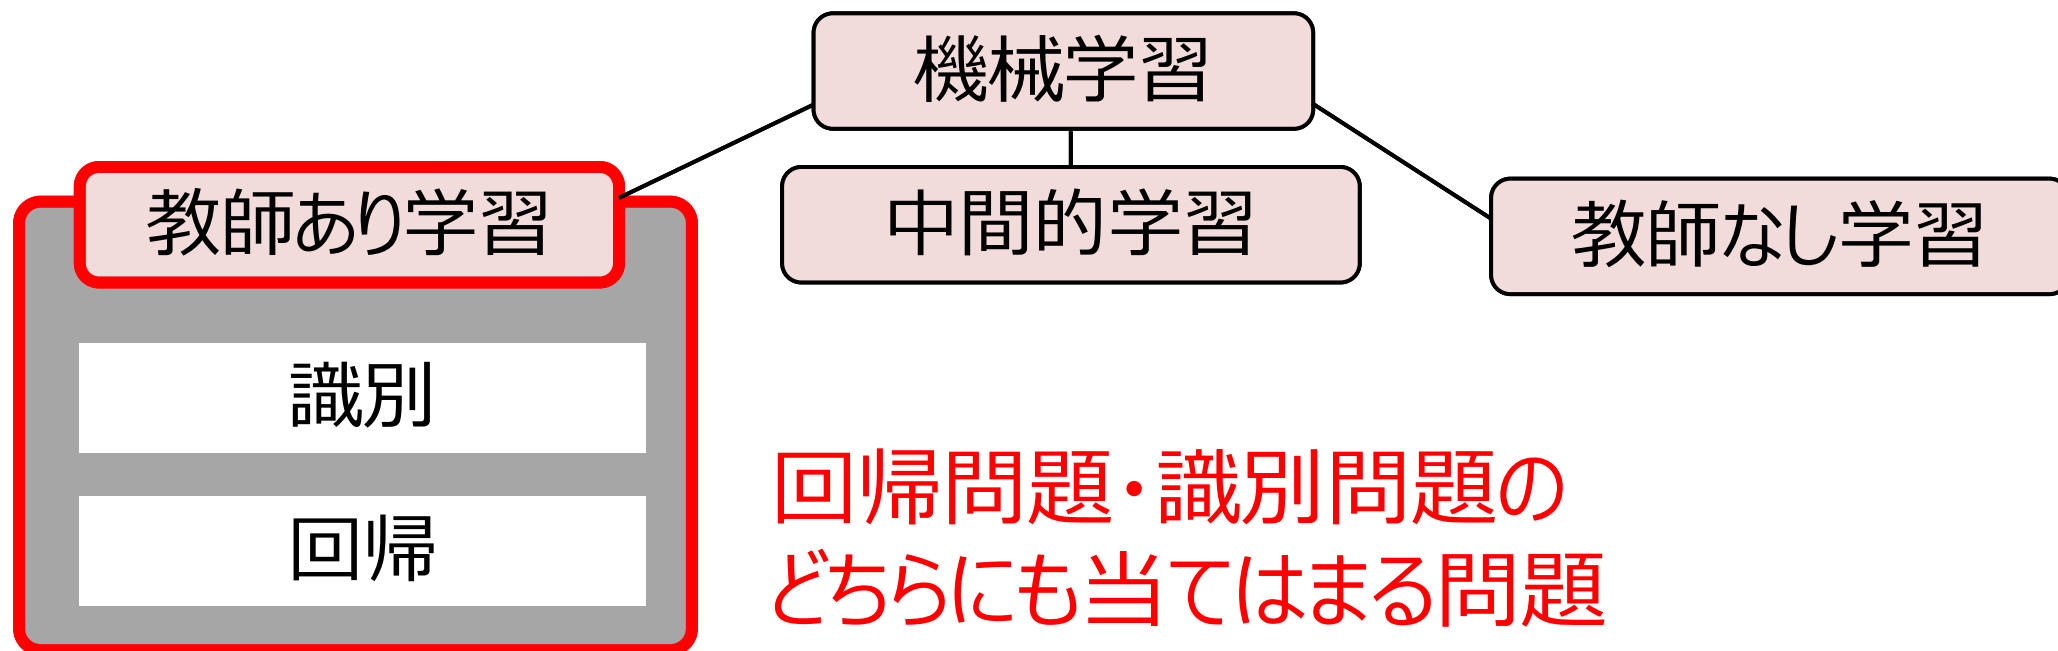 機械学習
教師あり学習
中間的学習
教師なし学習
識別
回帰
回帰問題・識別問題の
どちらにも当てはまる問題